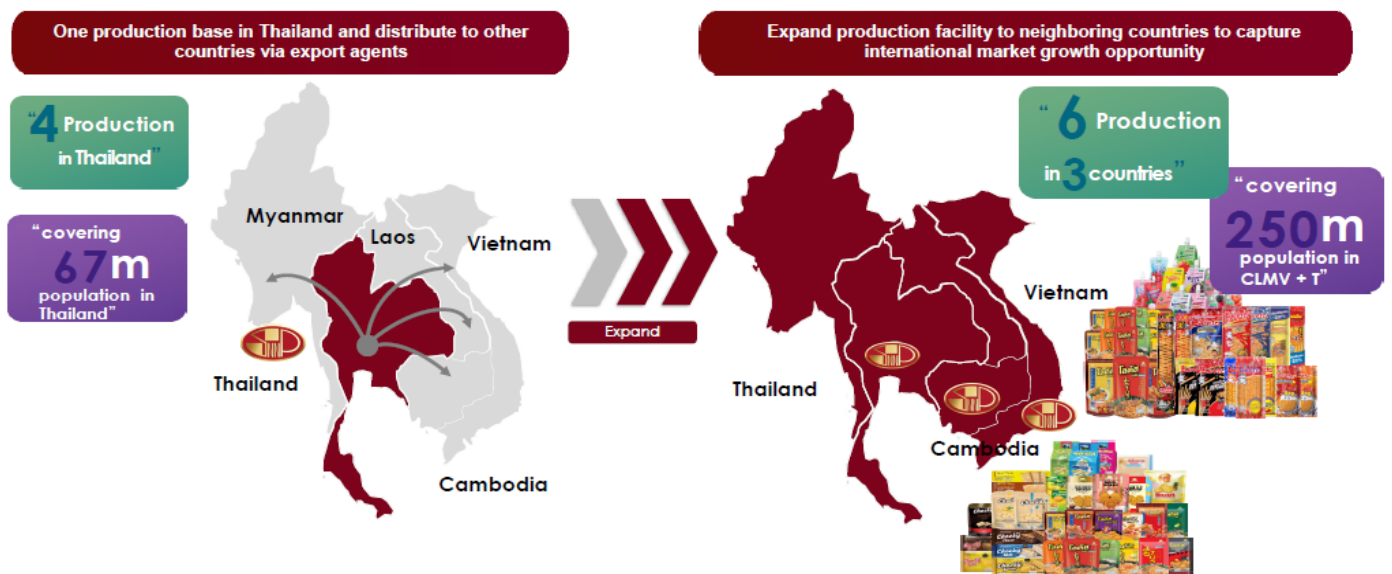 One production base in Thailand and distribute to other
countries via export agents
“4 Production
in Thailand”
“covering
67m
population in
Thailand”
Myanmar
Laos
Vietnam
Thailand
Cambodia
Expand
Expand production facility to neighboring countries to capture
international market growth opportunity
“6 Production
in 3 countries”
“covering
250m
population in
CLMV + T”
Vietnam
Thailand
Cambodia